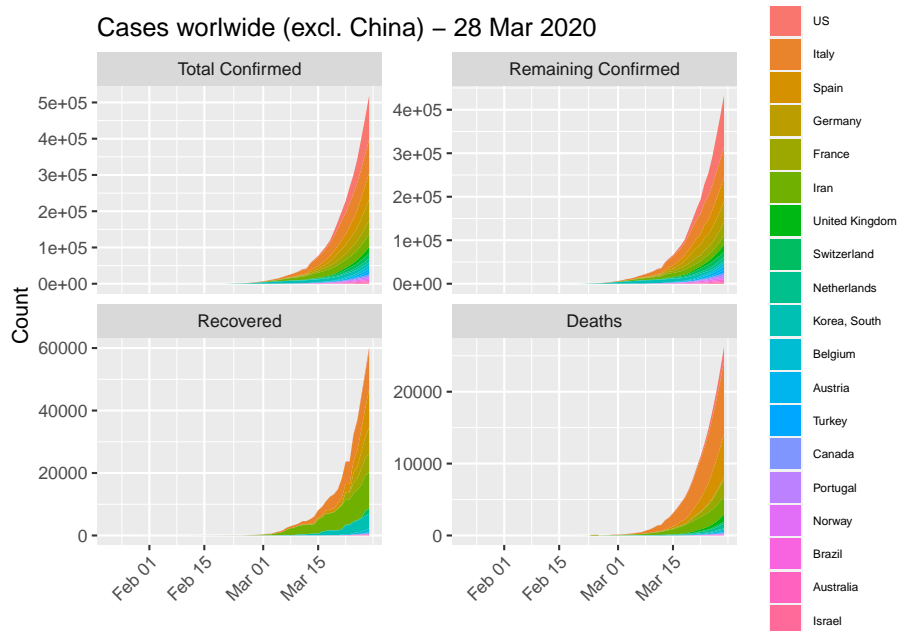 Cases worlwide (excl. China) – 28 Mar 2020
Total Confirmed
Remaining Confirmed
5e+05
4e+05
3e+05
2e+05
1e+05
0e+00
4e+05
3e+05
2e+05
1e+05
0e+00
Count
Recovered
Deaths
60000
40000
20000
0
20000
10000
0
Feb 01
Feb 15
Mar 01
Mar 15
Feb 01
Feb 15
Mar 01
Mar 15
US
Italy
Spain
Germany
France
Iran
United Kingdom
Switzerland
Netherlands
Korea, South
Belgium
Austria
Turkey
Canada
Portugal
Norway
Brazil
Australia
Israel